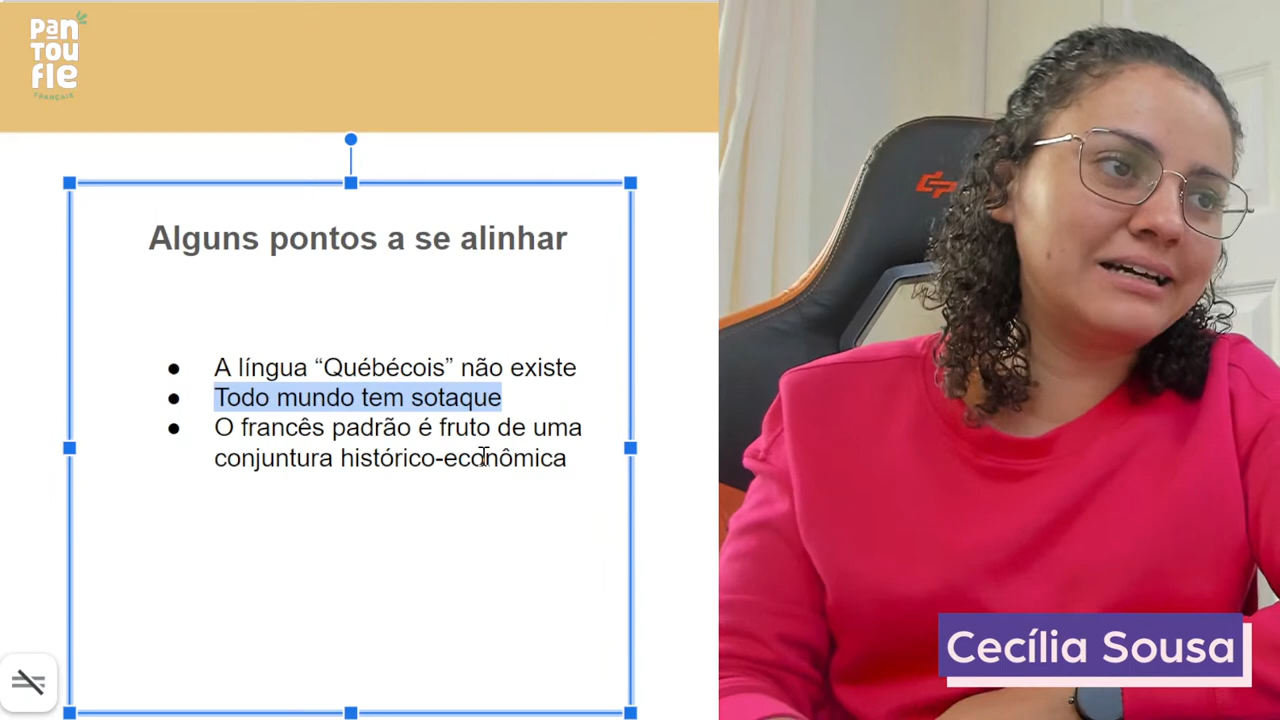 Pan
Tou
fle
FRANÇAIS
Alguns pontos a se alinhar
● A língua “Québécois” não existe
● Todo mundo tem sotaque
● O francês padrão é fruto de uma
conjuntura histórico-econômica
Cecília Sousa